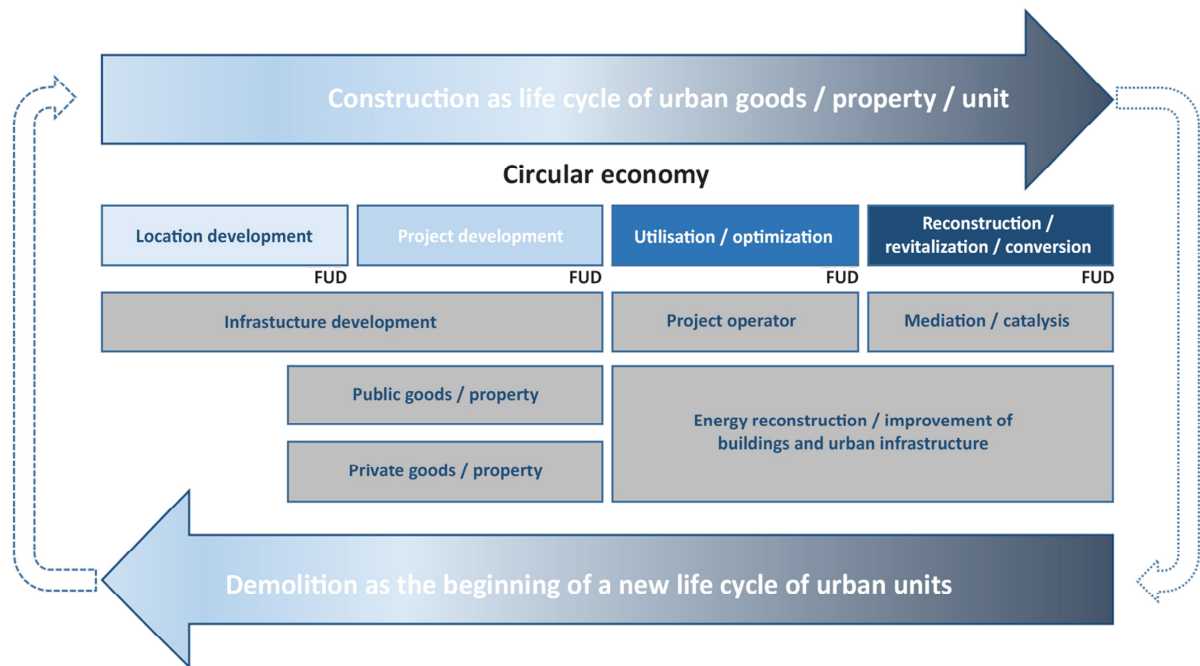 Construction as life cycle of urban goods / property / unit
Circular economy
Location development
Project development
Utilisation / optimization
Reconstruction /
revitalization / conversion
FUD
FUD
FUD
FUD
Infrastucture development
Project operator
Mediation / catalysis
Public goods / property
Energy reconstruction / improvement of
buildings and urban infrastructure
Private goods / property
Demolition as the beginning of a new life cycle of urban units